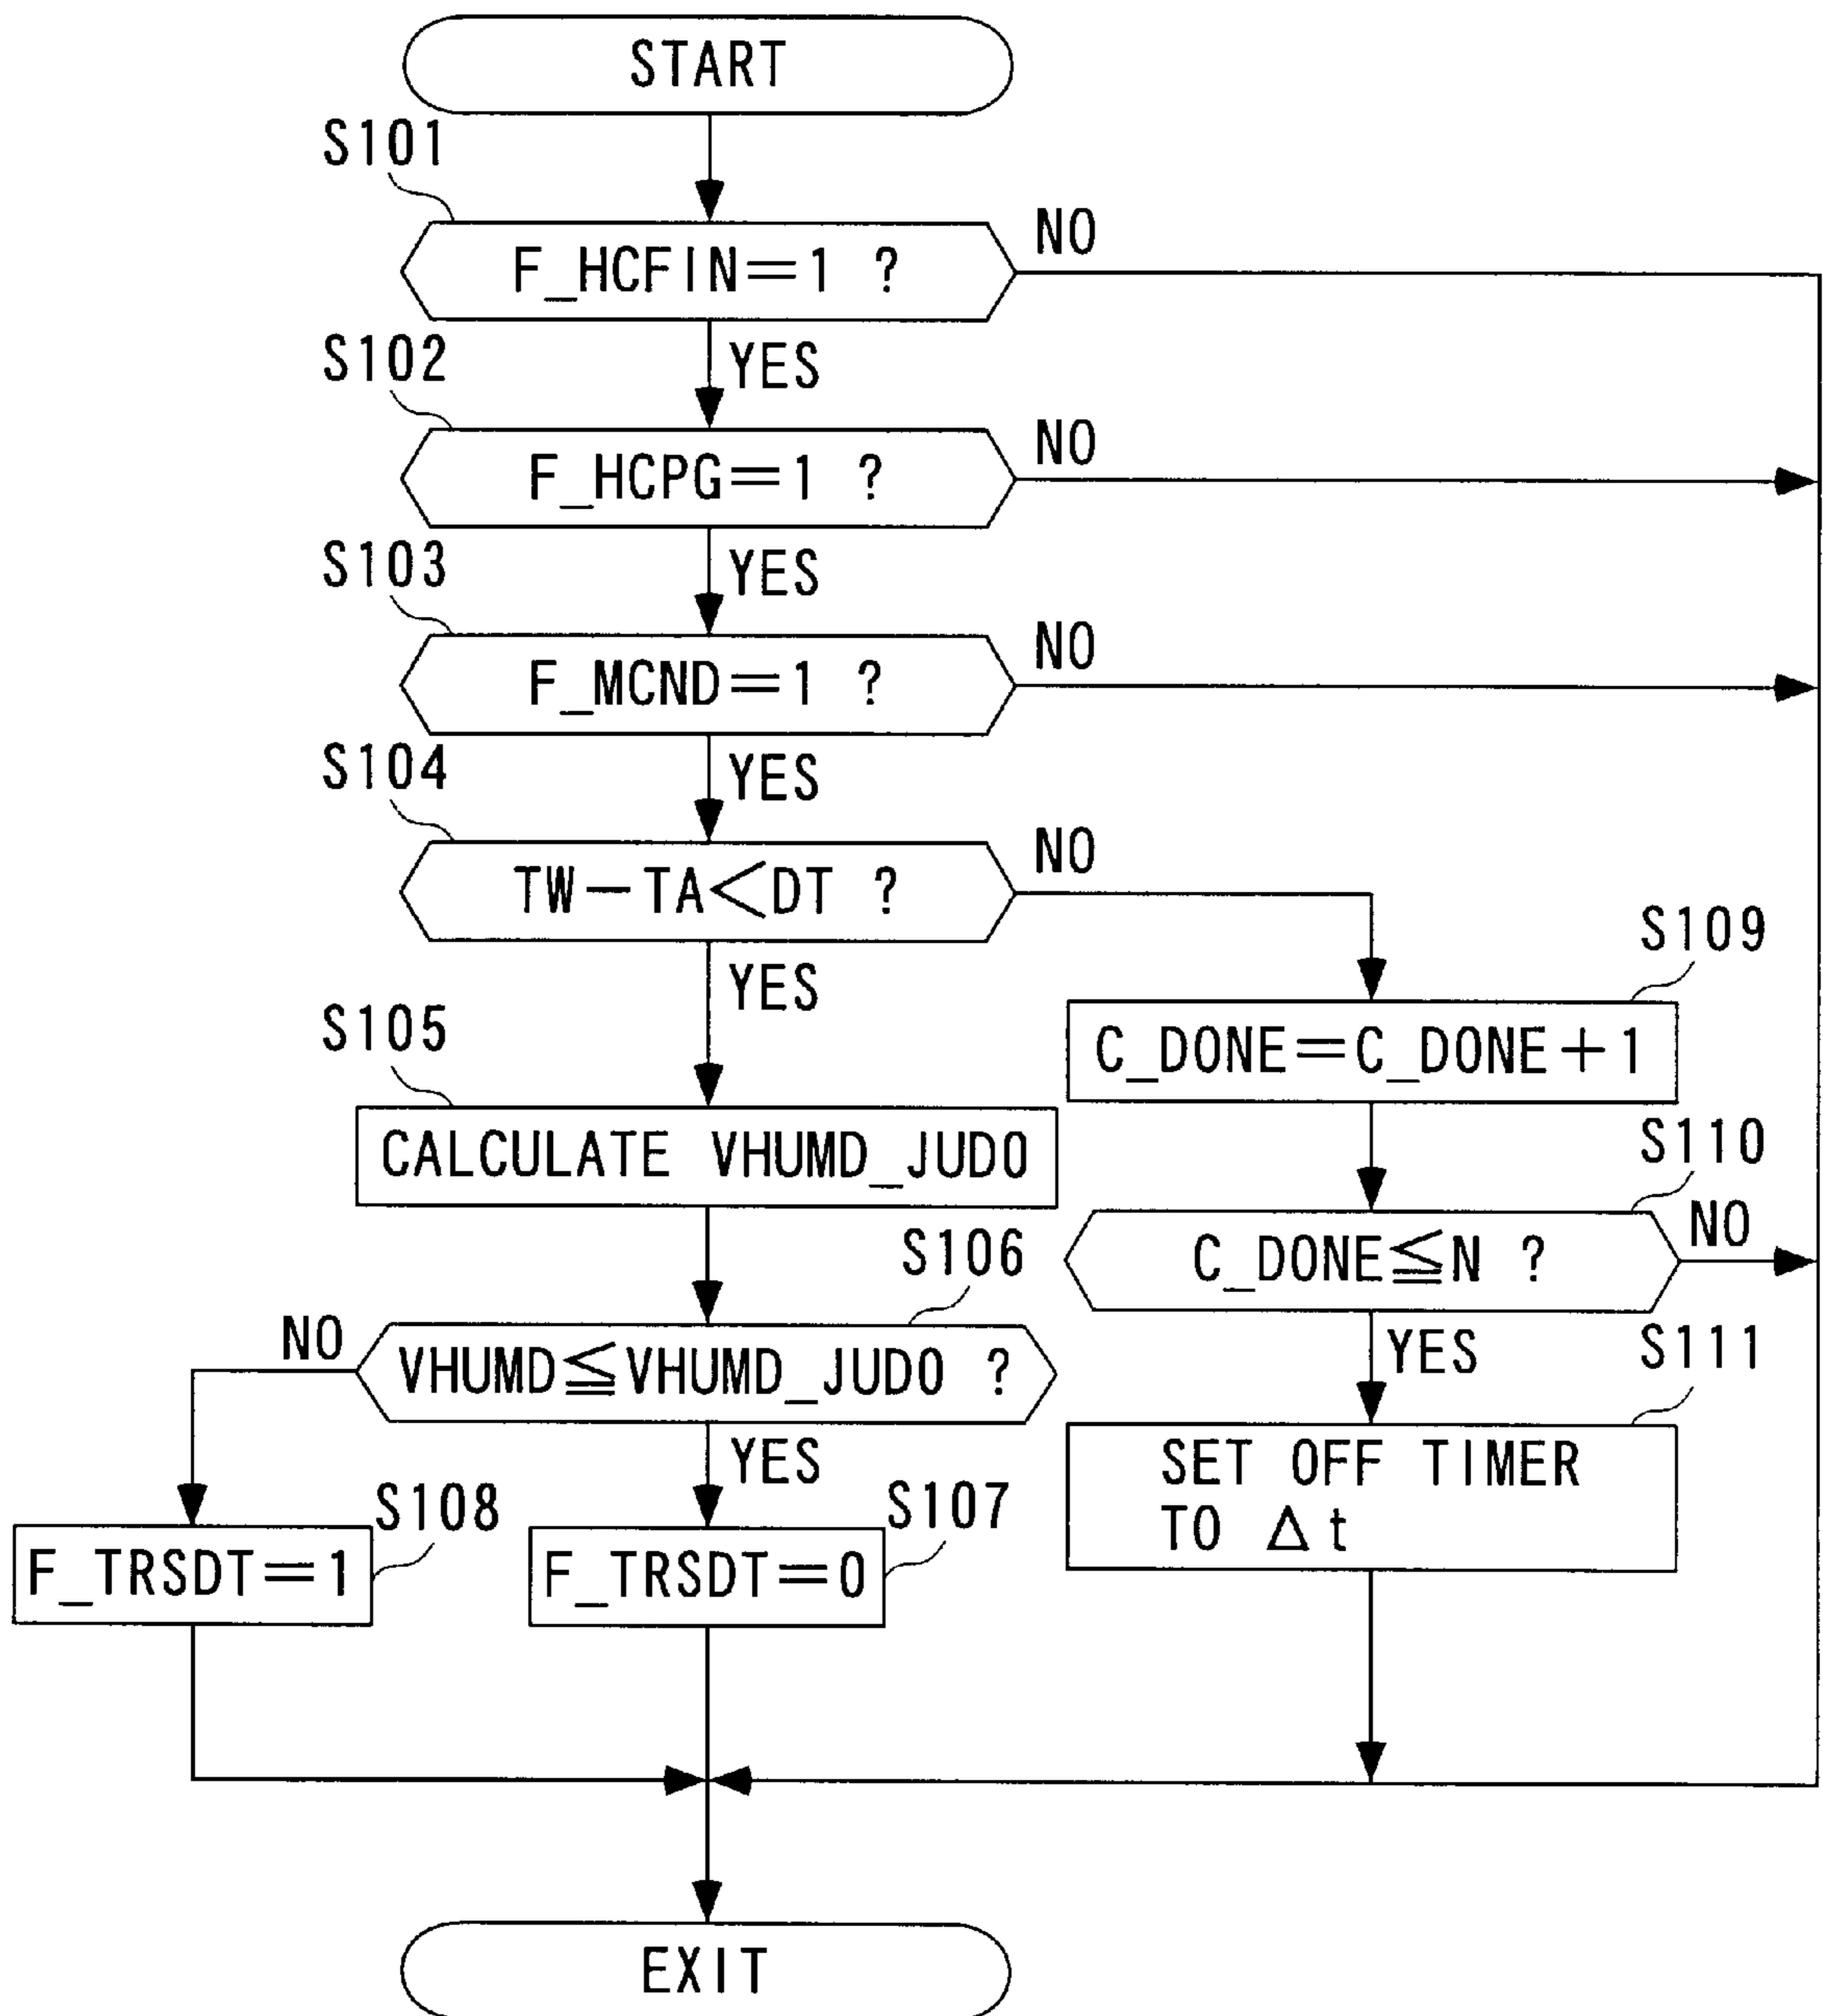 START
S101
F_HCFIN=1 ?
NO
YES
S102
F_HCPG=1 ?
NO
YES
S103
F_MCND=1 ?
NO
YES
S104
TW-TA<DT ?
NO
YES
S109
C_DONE=C_DONE+1
S105
CALCULATE VHUMD_JUD0
S110
C_DONE≦N ?
NO
YES
S106
VHUMD≦VHUMD_JUD0 ?
NO
YES
S111
SET OFF TIMER
TO Δt
S108
F_TRSDT=1
S107
F_TRSDT=0
EXIT